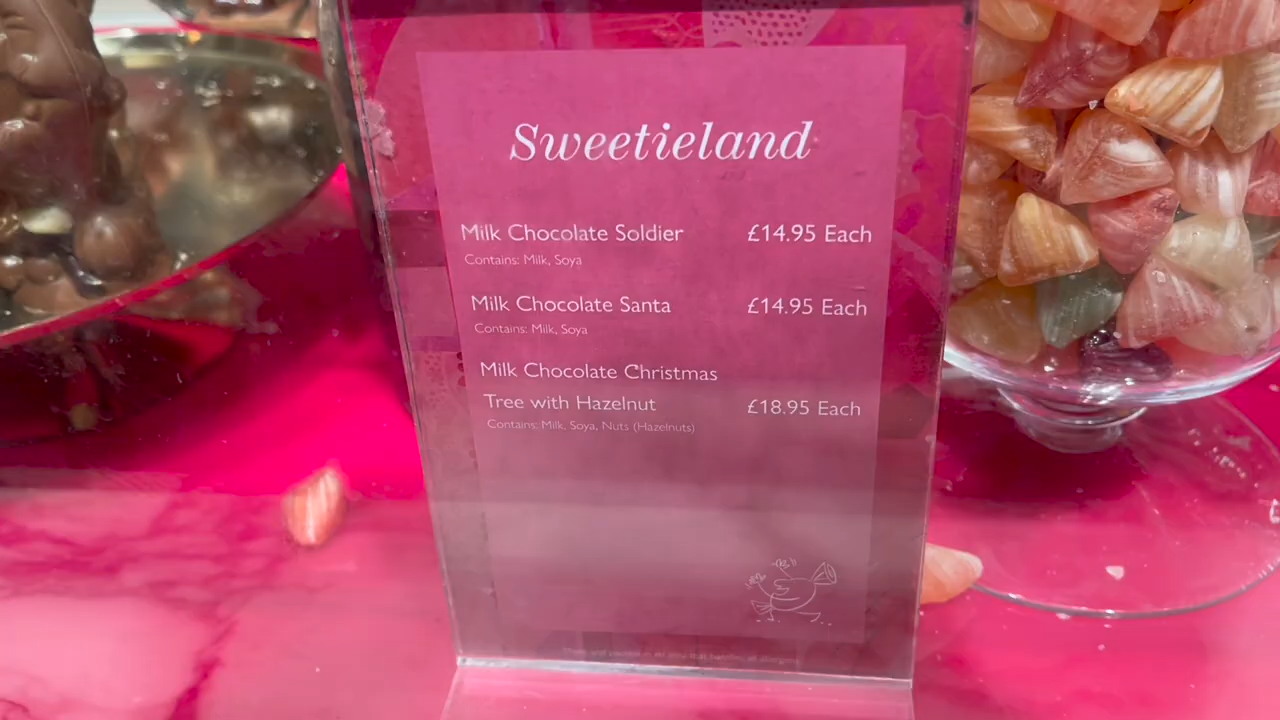 Sweetieland
Milk Chocolate Soldier £14.95 Each
Contains: Milk, Soya
Milk Chocolate Santa £14.95 Each
Contains: Milk, Soya
Milk Chocolate Christmas
Tree with Hazelnut £18.95 Each
Contains: Milk, Soya, Nuts (Hazelnuts)